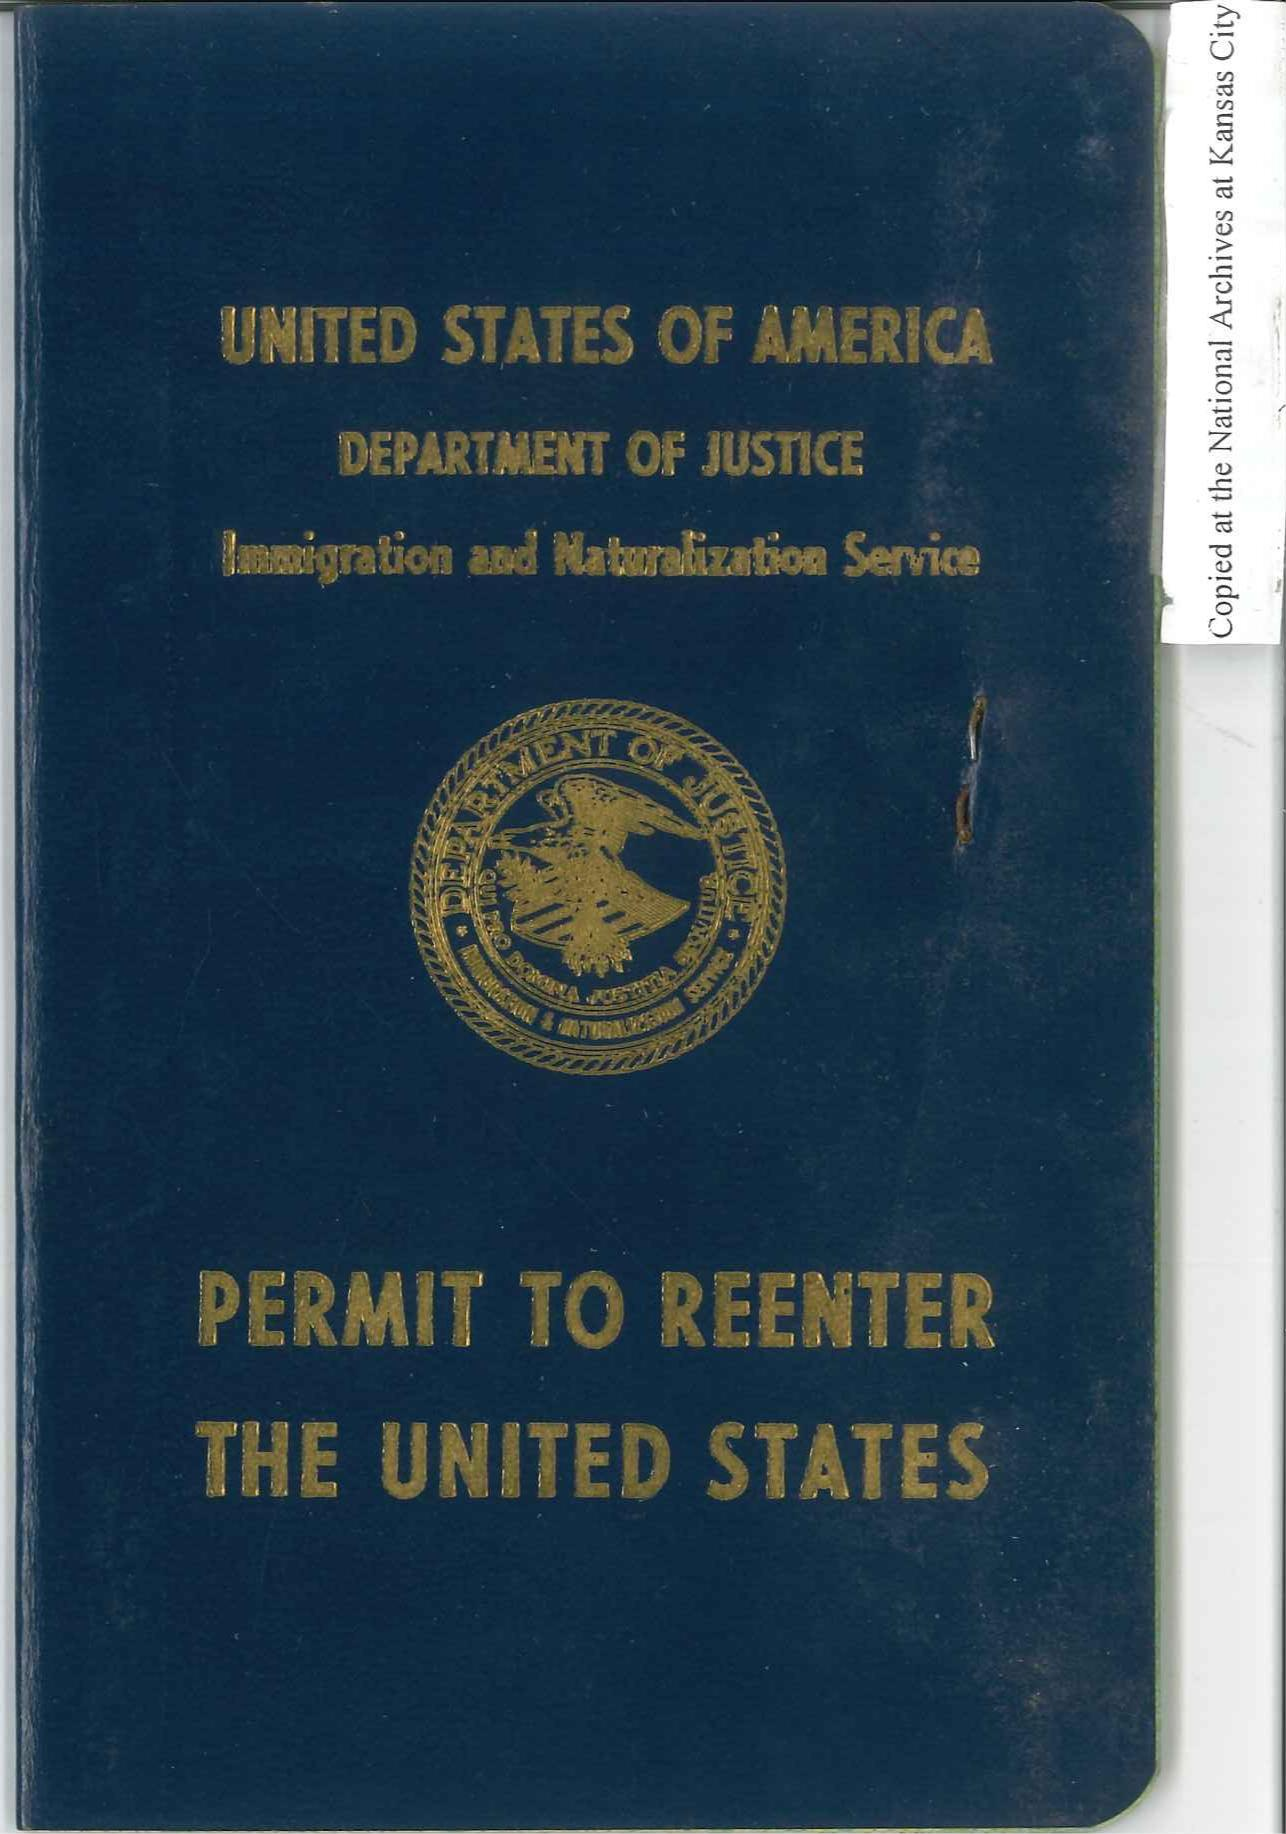 UNITED STATES OF AMERICA
DEPARTMENT OF JUSTICE
Immigration and Naturalization Service
DEPARTMENT OF JUSTICE
QUI PRO DOMINA JUSTITIA SEQUITUR
IMMIGRATION & NATURALIZATION SERVICE
PERMIT TO REENTER
THE UNITED STATES
Copied at the National Archives at Kansas City